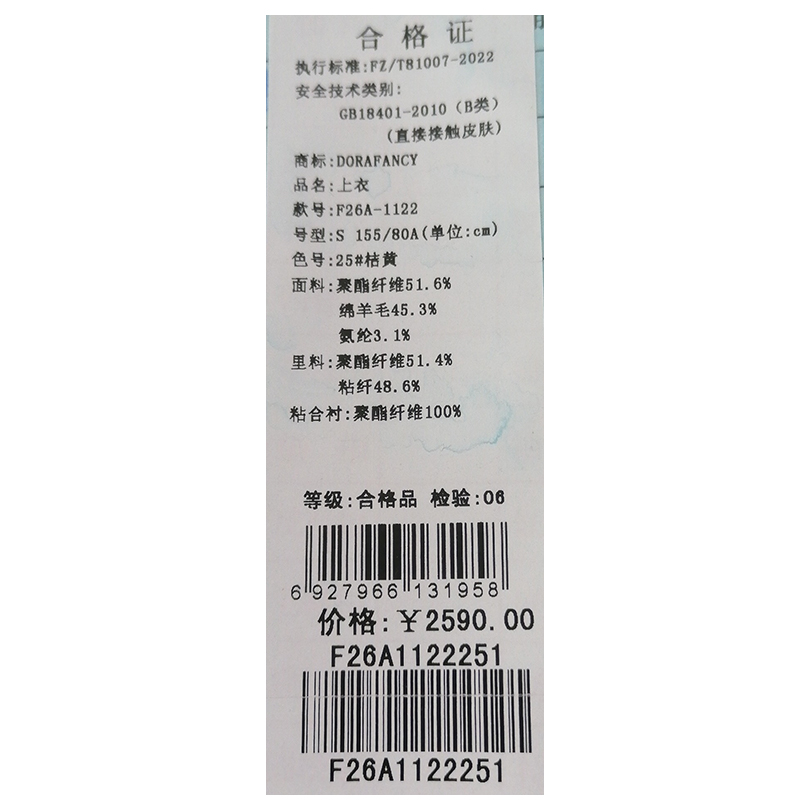 合格证
执行标准:FZ/T81007-2022
安全技术类别:
GB18401-2010（B类）
(直接接触皮肤)
商标:DORAFANCY
品名:上衣
款号:F26A-1122
号型:S 155/80A(单位:cm)
色号:25#桔黄
面料:聚酯纤维51.6%
绵羊毛45.3%
氨纶3.1%
里料:聚酯纤维51.4%
粘纤48.6%
粘合衬:聚酯纤维100%
等级:合格品 检验:06
6 927966 131958
价格:￥2590.00
F26A1122251
F26A1122251